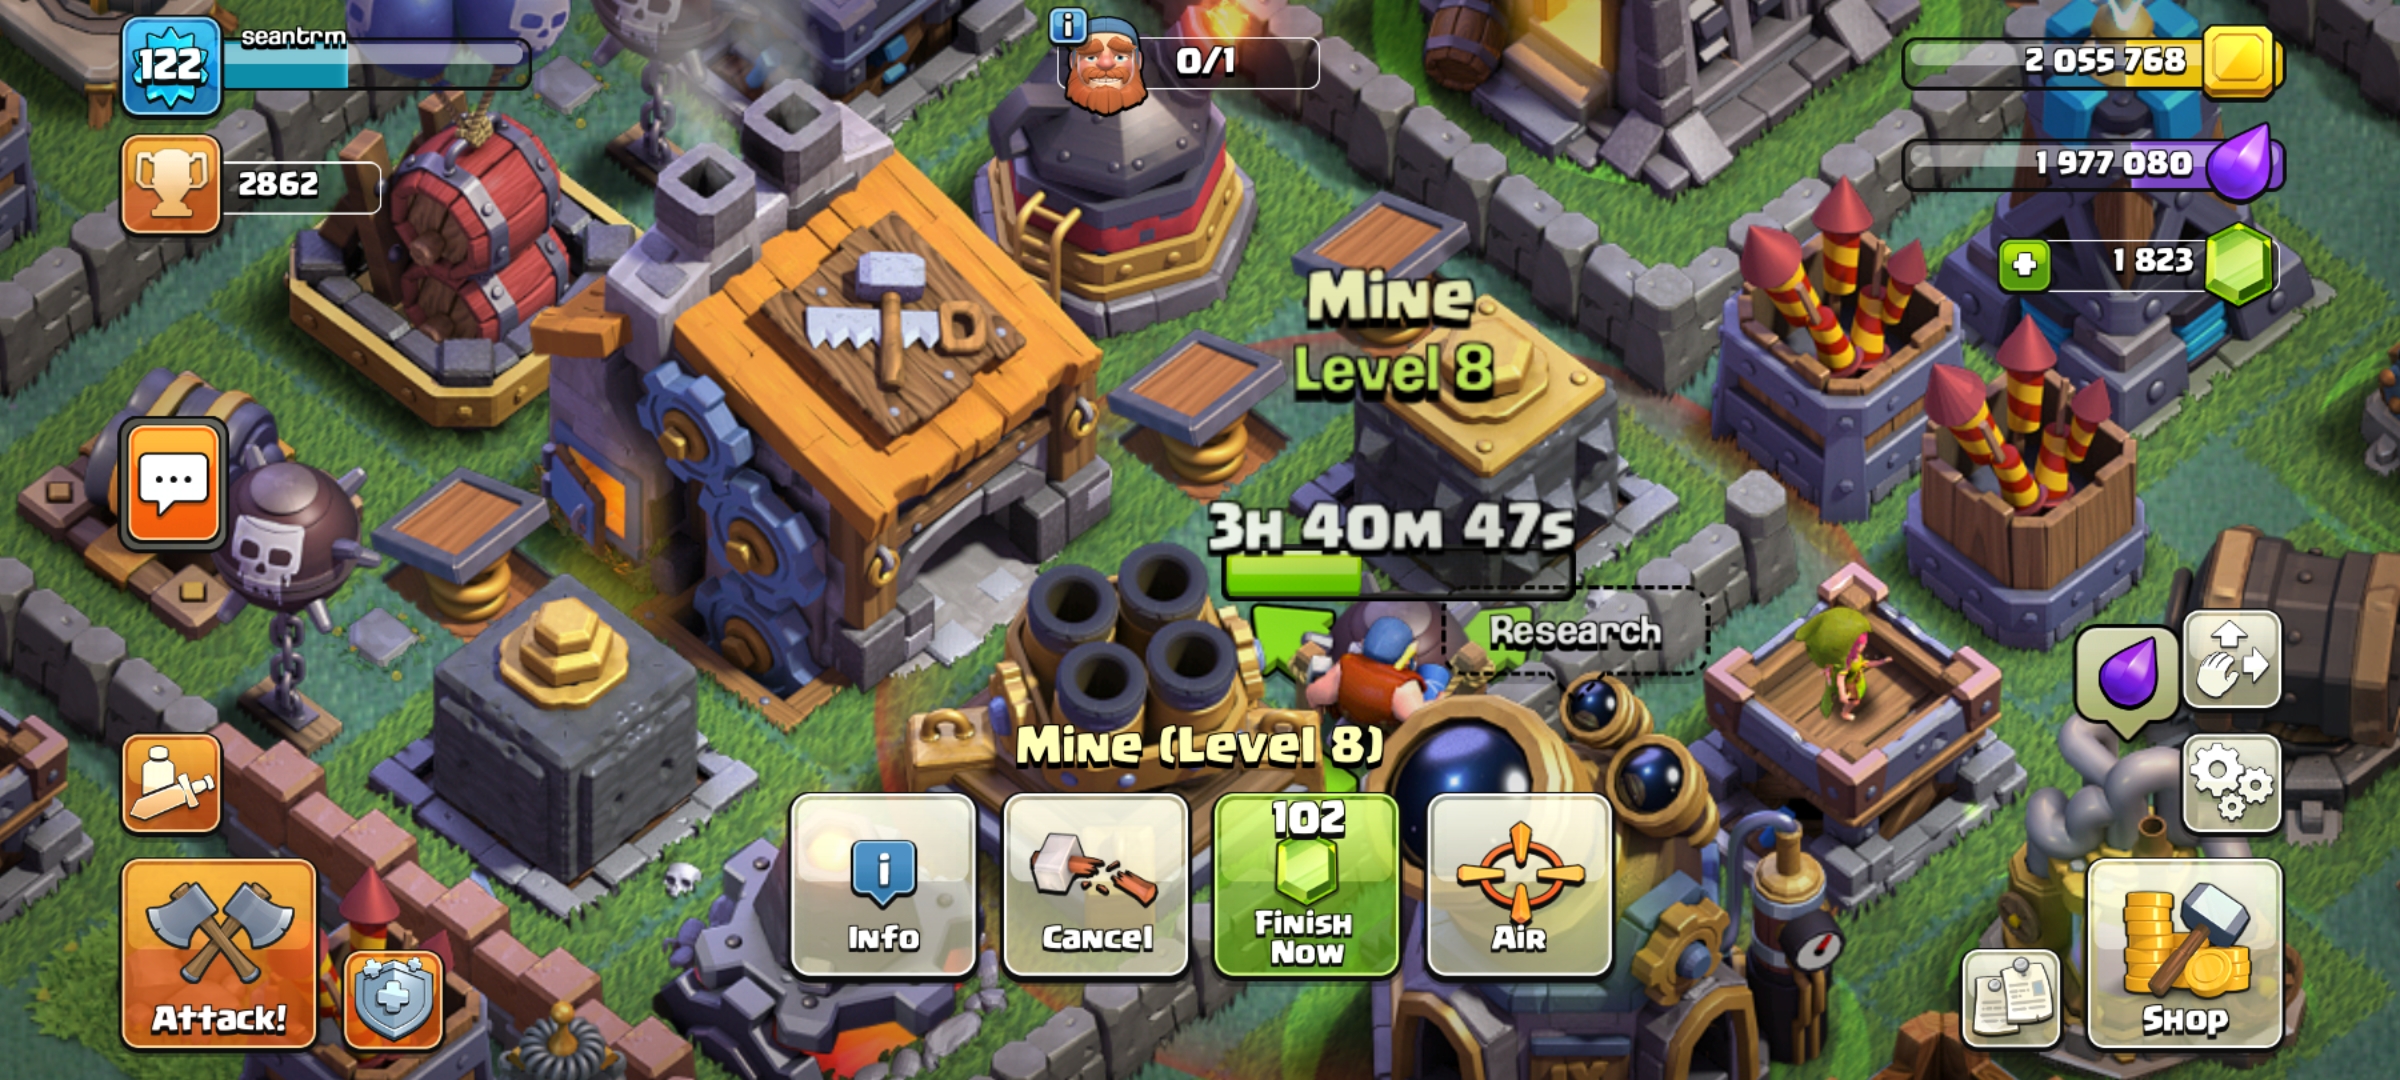 122
seantrm
0/1
2 055 768
2862
1 977 080
1 823
Mine
Level 8
3h 40m 47s
Research
Mine (Level 8)
Info
Cancel
102
Finish
Now
Air
Attack!
Shop